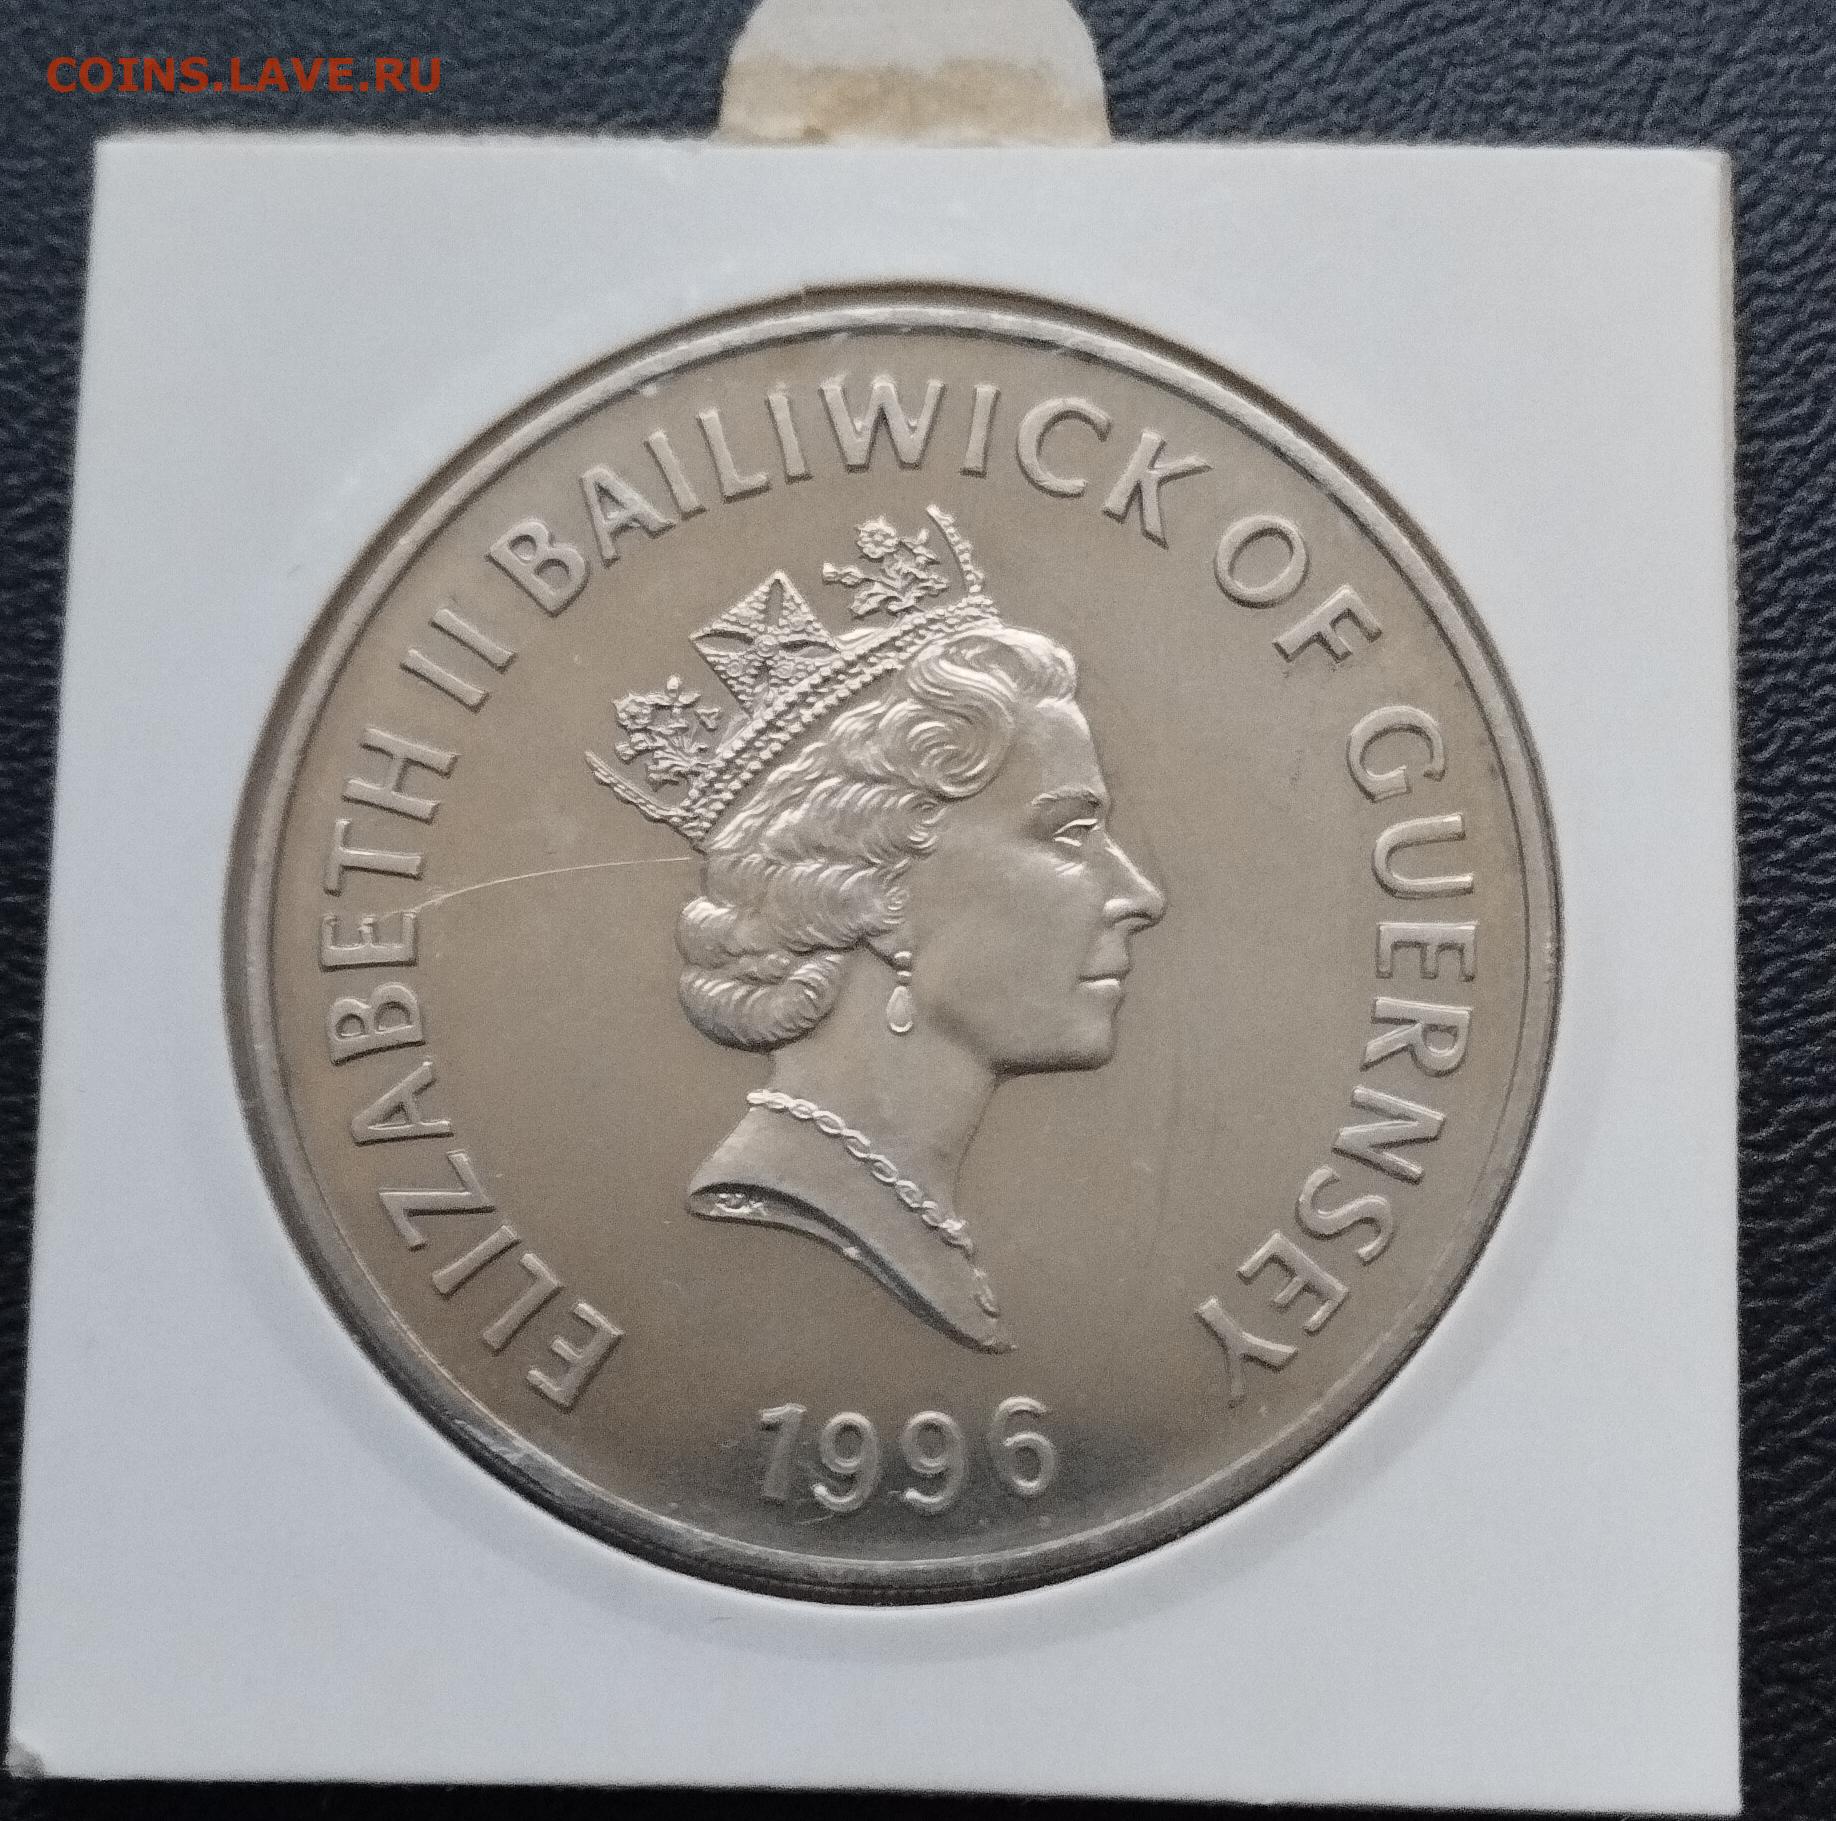 COINS.LAVE.RU
ELIZABETH II BAILIWICK OF GUERNSEY
1996